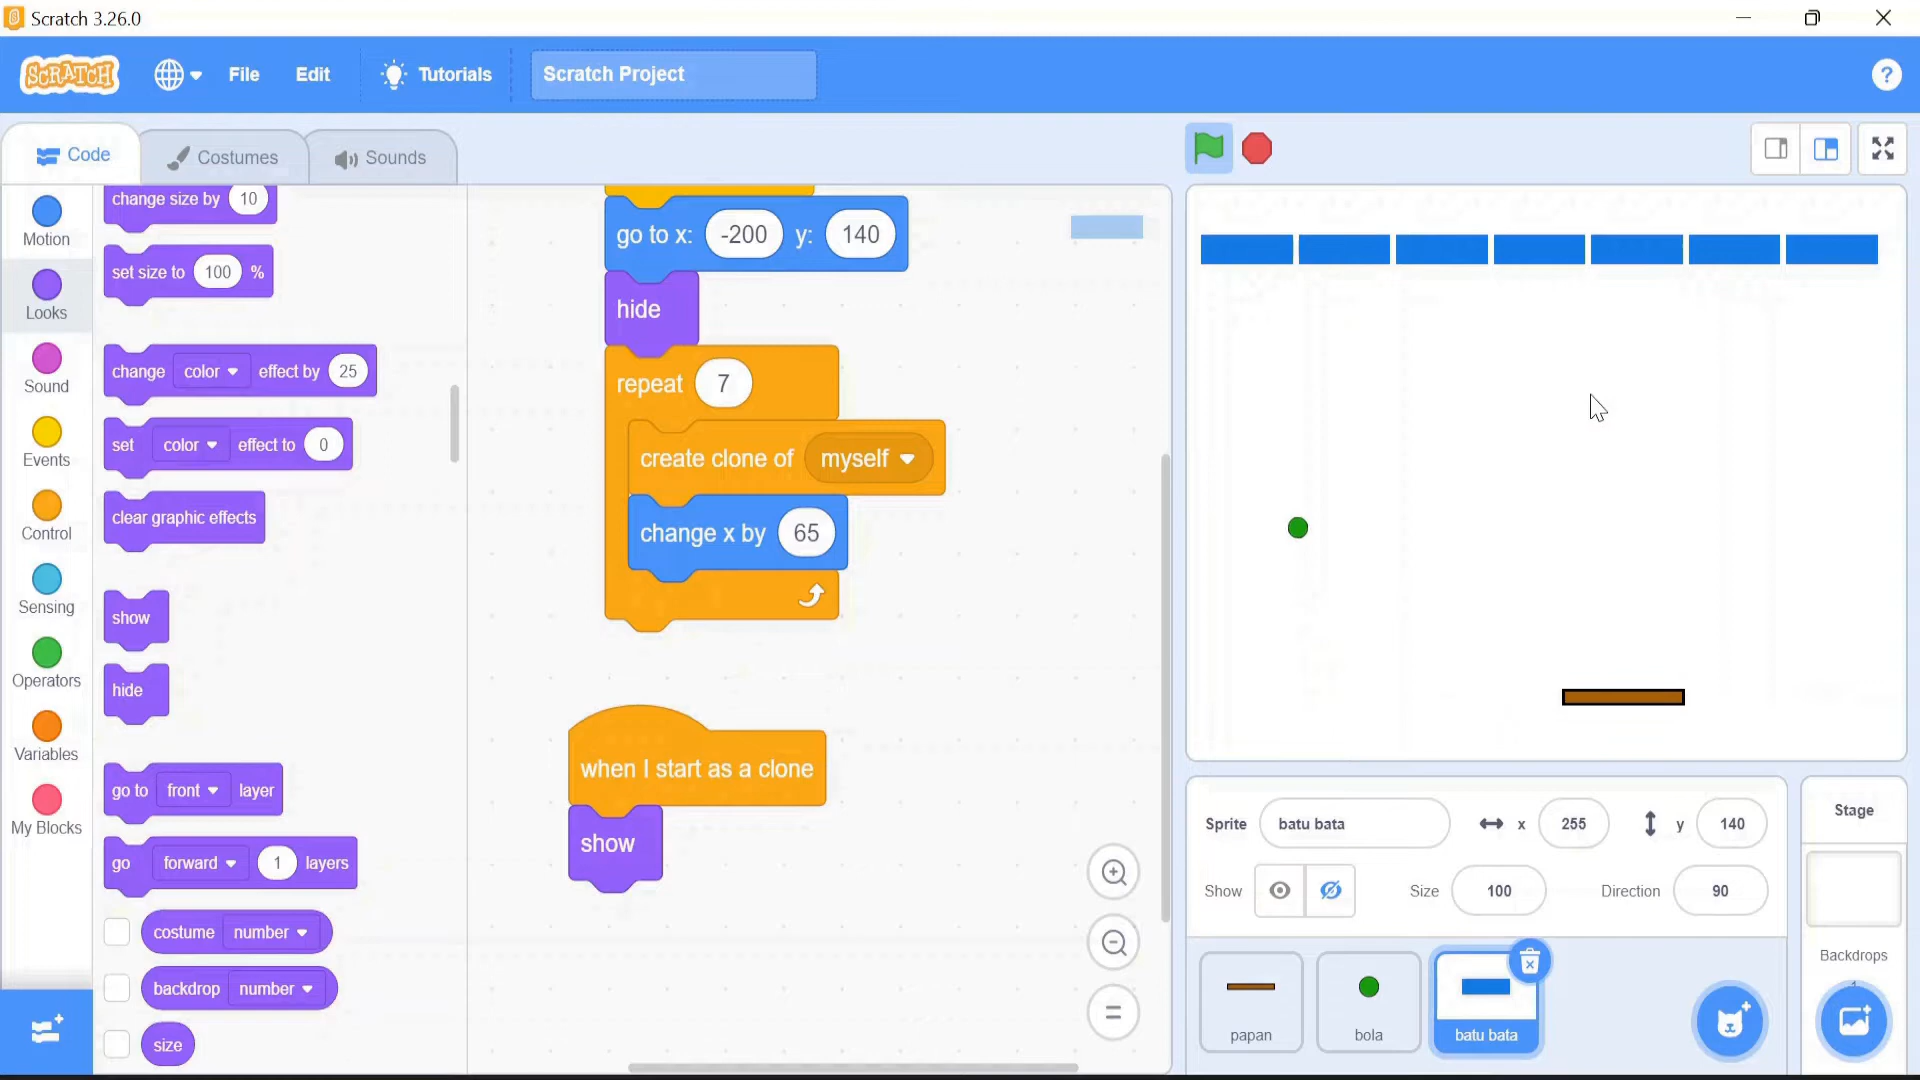 Scratch 3.26.0
SCRATCH
File
Edit
Tutorials
Scratch Project
?
Code
Costumes
Sounds
Motion
Looks
Sound
Events
Control
Sensing
Operators
Variables
My Blocks
change size by 10
set size to 100 %
change color effect by 25
set color effect to 0
clear graphic effects
show
hide
go to front layer
go forward 1 layers
costume number
backdrop number
size
go to x: -200 y: 140
hide
repeat 7
create clone of myself
change x by 65
when I start as a clone
show
Sprite batu bata x 255 y 140
Show Size 100 Direction 90
papan
bola
batu bata
Stage
Backdrops